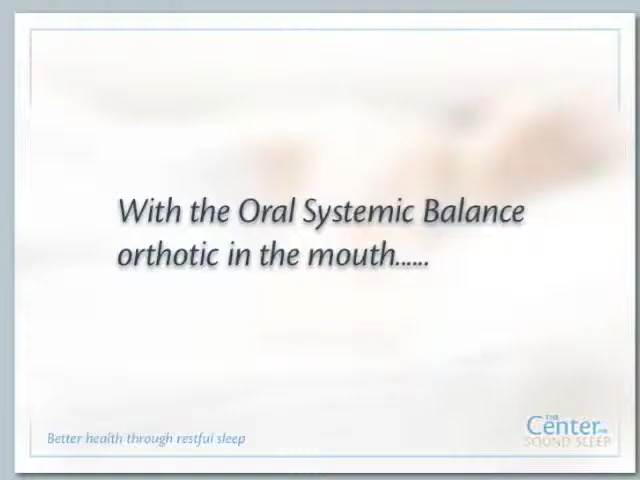 With the Oral Systemic Balance
orthotic in the mouth......
Better health through restful sleep
THE
Center FOR
SOUND SLEEP